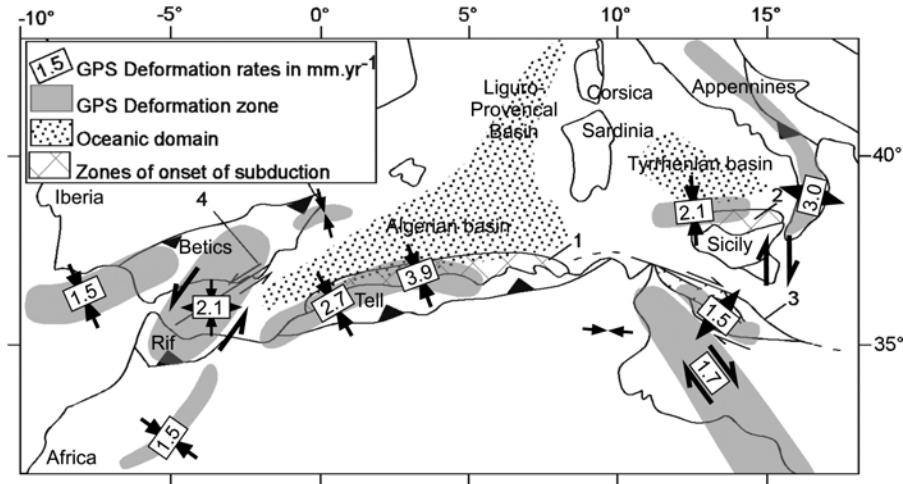 -10°
-5°
0°
5°
10°
15°
1.5 GPS Deformation rates in mm.yr-1
GPS Deformation zone
Oceanic domain
Zones of onset of subduction
Liguro-
Provencal
Basin
Corsica
Sardinia
Appennines
40°
Tyrrhenian basin
Iberia
4
3.0
2.1
2
Algerian basin
Sicily
Betics
1
1.5
3.9
2.7
Tell
2.1
3
1.5
Rif
35°
1.7
1.5
Africa